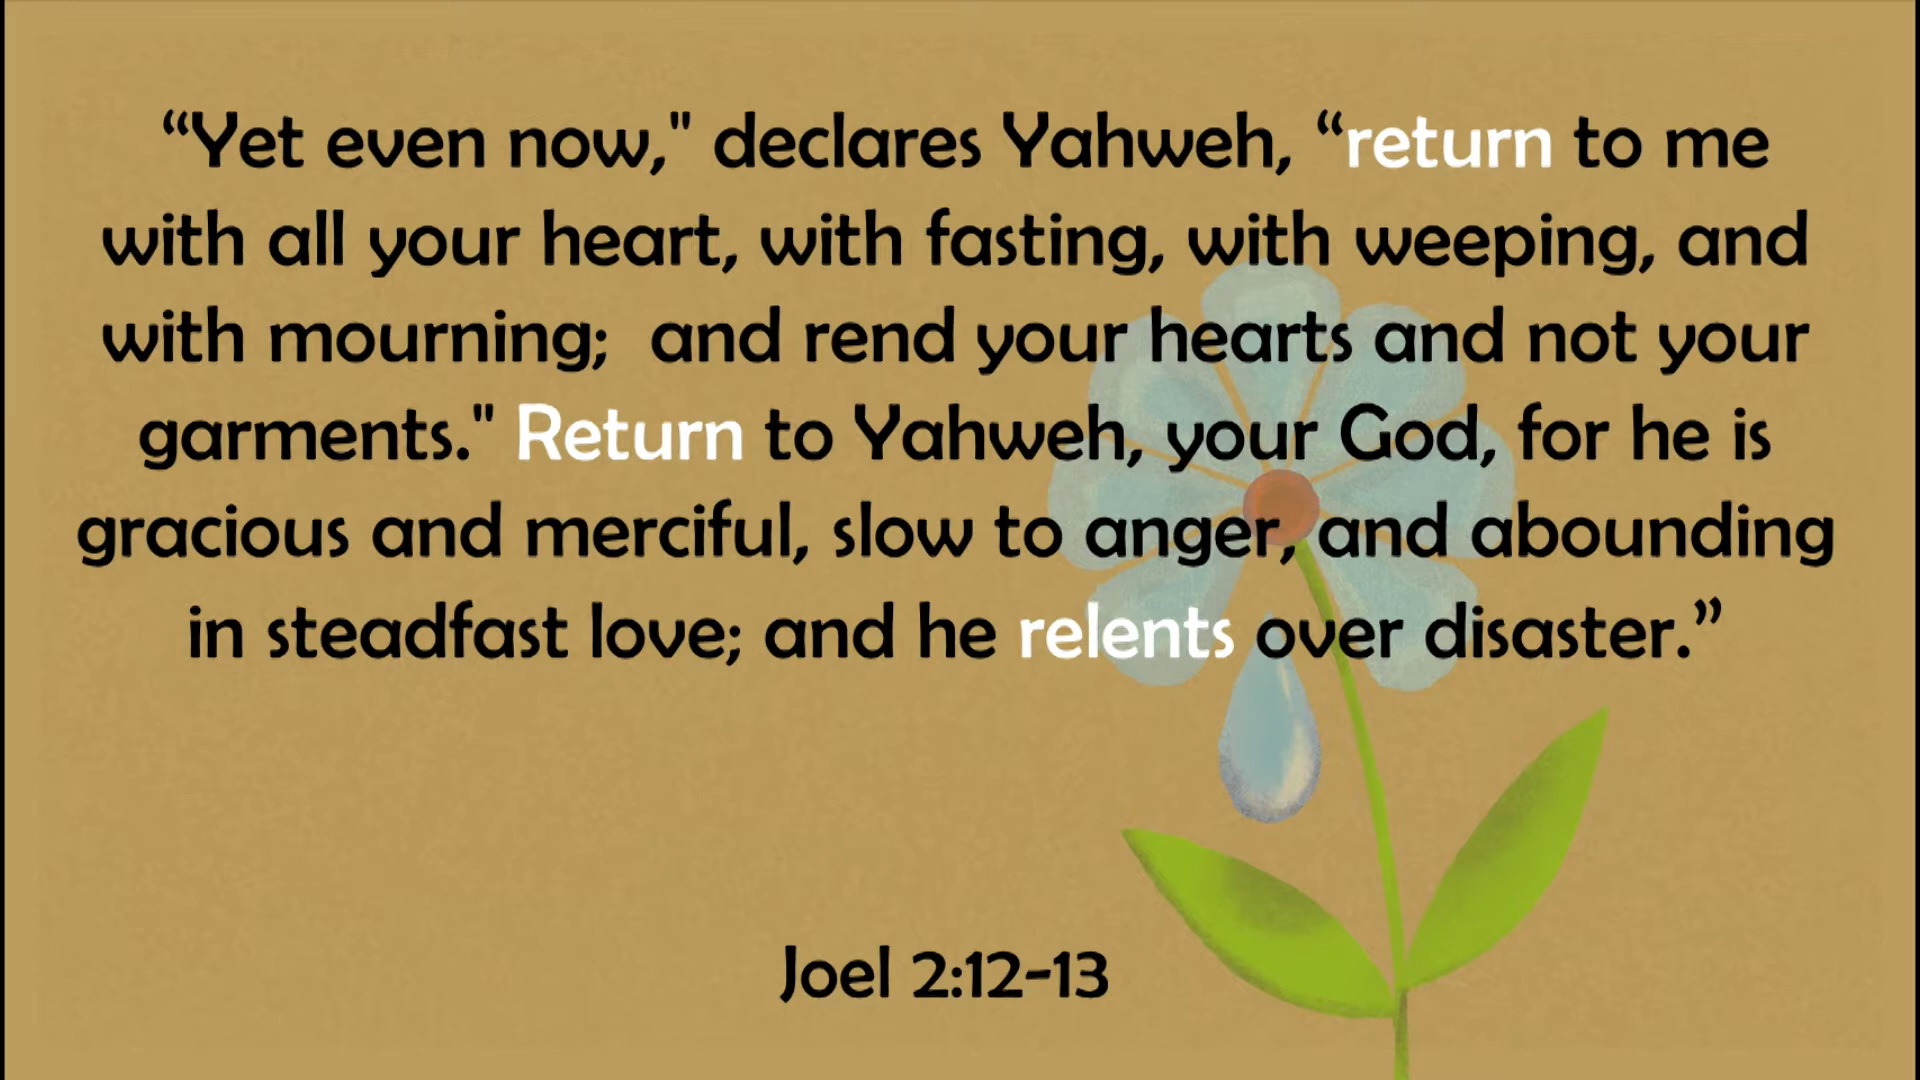 “Yet even now," declares Yahweh, “return to me
with all your heart, with fasting, with weeping, and
with mourning;  and rend your hearts and not your
garments." Return to Yahweh, your God, for he is
gracious and merciful, slow to anger, and abounding
in steadfast love; and he relents over disaster.”
Joel 2:12-13